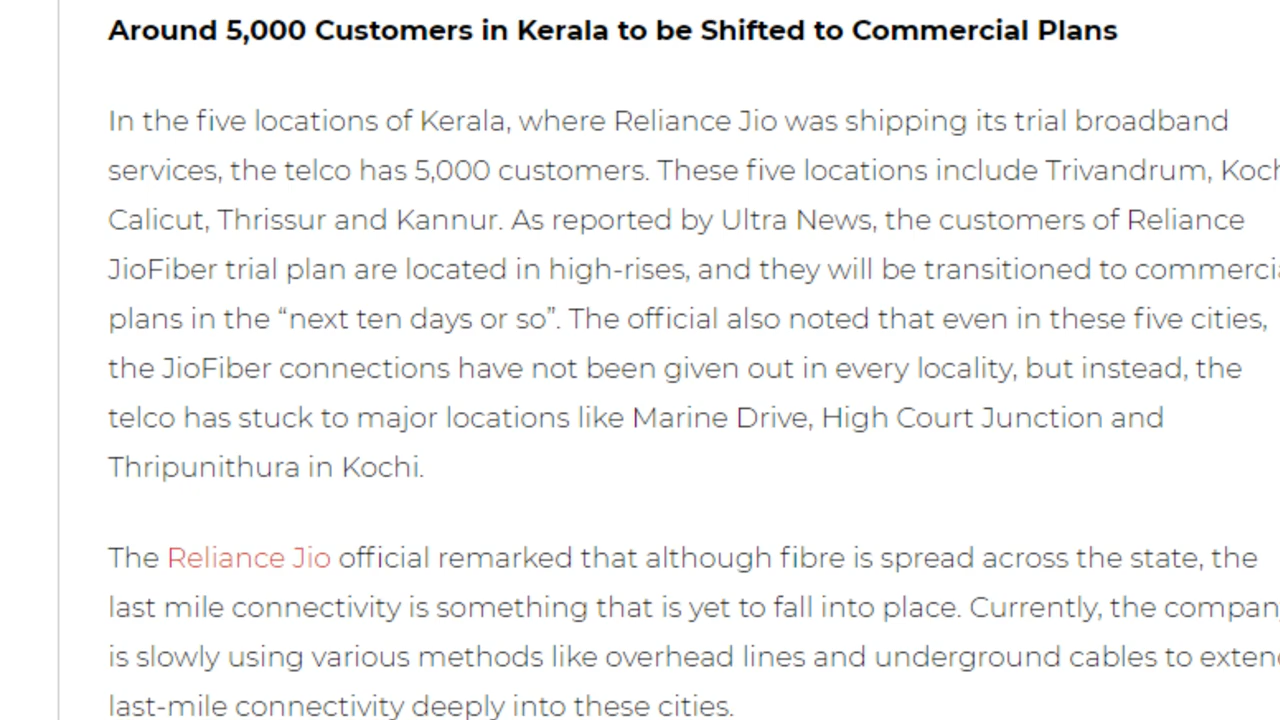 Around 5,000 Customers in Kerala to be Shifted to Commercial Plans
In the five locations of Kerala, where Reliance Jio was shipping its trial broadband
services, the telco has 5,000 customers. These five locations include Trivandrum, Koch
Calicut, Thrissur and Kannur. As reported by Ultra News, the customers of Reliance
JioFiber trial plan are located in high-rises, and they will be transitioned to commercia
plans in the “next ten days or so”. The official also noted that even in these five cities,
the JioFiber connections have not been given out in every locality, but instead, the
telco has stuck to major locations like Marine Drive, High Court Junction and
Thripunithura in Kochi.
The Reliance Jio official remarked that although fibre is spread across the state, the
last mile connectivity is something that is yet to fall into place. Currently, the company
is slowly using various methods like overhead lines and underground cables to exten
last-mile connectivity deeply into these cities.